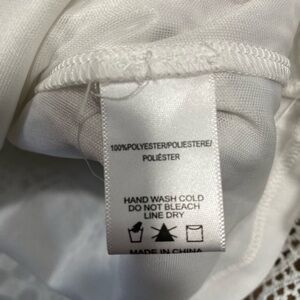 100%POLYESTER/POLIESTERE/
POLIÉSTER
HAND WASH COLD
DO NOT BLEACH
LINE DRY
MADE IN CHINA